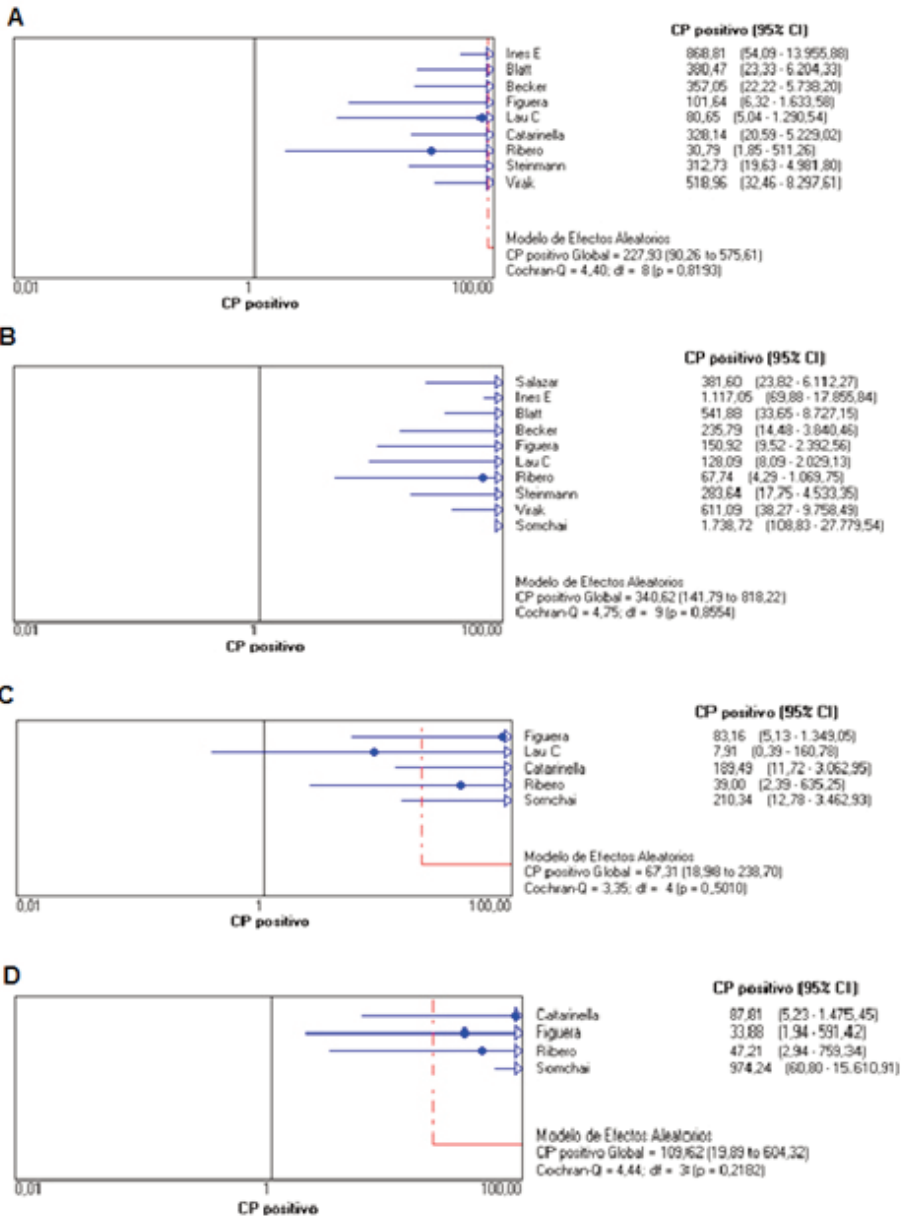 A
CP positivo (95% CI)
Ines E 868,81 (54,09 - 13.955,88)
Blatt 380,47 (23,33 - 6.204,33)
Becker 357,05 (22,22 - 5.738,20)
Figuera 101,64 (6,32 - 1.633,58)
Lau C 80,65 (5,04 - 1.290,54)
Catarinella 328,14 (20,59 - 5.229,02)
Ribero 30,79 (1,85 - 511,26)
Steinmann 312,73 (19,63 - 4.981,80)
Virak 518,96 (32,46 - 8.297,61)
Modelo de Efectos Aleatorios
CP positivo Global = 227,93 (90,26 to 575,61)
Cochran-Q = 4,40; df = 8 (p = 0,8193)
0,01 1 100,00
CP positivo
B
CP positivo (95% CI)
Salazar 381,60 (23,82 - 6.112,27)
Ines E 1.117,05 (69,88 - 17.855,84)
Blatt 541,88 (33,65 - 8.727,15)
Becker 235,79 (14,48 - 3.840,46)
Figuera 150,92 (9,52 - 2.392,56)
Lau C 128,09 (8,09 - 2.029,13)
Ribero 67,74 (4,29 - 1.069,75)
Steinmann 283,64 (17,75 - 4.533,35)
Virak 611,09 (38,27 - 9.758,49)
Somchai 1.738,72 (108,83 - 27.779,54)
Modelo de Efectos Aleatorios
CP positivo Global = 340,62 (141,79 to 818,22)
Cochran-Q = 4,75; df = 9 (p = 0,8554)
0,01 1 100,00
CP positivo
C
CP positivo (95% CI)
Figuera 83,16 (5,13 - 1.349,05)
Lau C 7,91 (0,39 - 160,78)
Catarinella 189,49 (11,72 - 3.062,95)
Ribero 39,00 (2,39 - 635,25)
Somchai 210,34 (12,78 - 3.462,93)
Modelo de Efectos Aleatorios
CP positivo Global = 67,31 (18,98 to 238,70)
Cochran-Q = 3,35; df = 4 (p = 0,5010)
0,01 1 100,00
CP positivo
D
CP positivo (95% CI)
Catarinella 87,81 (5,23 - 1.475,45)
Figuera 33,88 (1,94 - 591,42)
Ribero 47,21 (2,94 - 759,34)
Somchai 974,24 (60,80 - 15.610,91)
Modelo de Efectos Aleatorios
CP positivo Global = 109,62 (19,89 to 604,32)
Cochran-Q = 4,44; df = 3 (p = 0,2182)
0,01 1 100,00
CP positivo